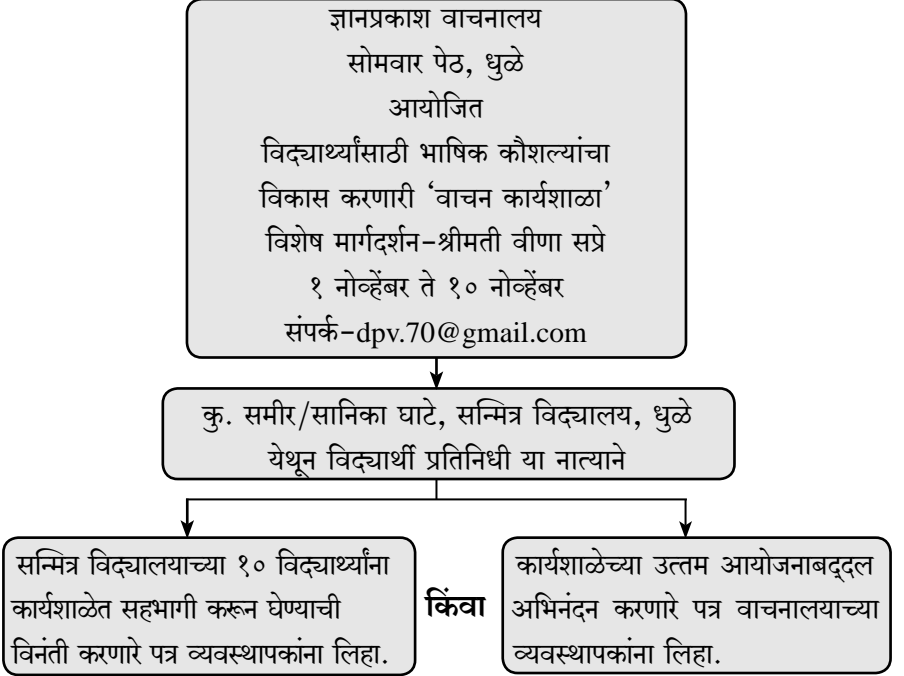 ज्ञानप्रकाश वाचनालय
सोमवार पेठ, धुळे
आयोजित
विद्यार्थ्यांसाठी भाषिक कौशल्यांचा
विकास करणारी ‘वाचन कार्यशाळा’
विशेष मार्गदर्शन-श्रीमती वीणा सप्रे
१ नोव्हेंबर ते १० नोव्हेंबर
संपर्क-dpv.70@gmail.com
कु. समीर/सानिका घाटे, सन्मित्र विद्यालय, धुळे
येथून विद्यार्थी प्रतिनिधी या नात्याने
सन्मित्र विद्यालयाच्या १० विद्यार्थ्यांना
कार्यशाळेत सहभागी करून घेण्याची
विनंती करणारे पत्र व्यवस्थापकांना लिहा.
किंवा
कार्यशाळेच्या उत्तम आयोजनाबद्दल
अभिनंदन करणारे पत्र वाचनालयाच्या
व्यवस्थापकांना लिहा.